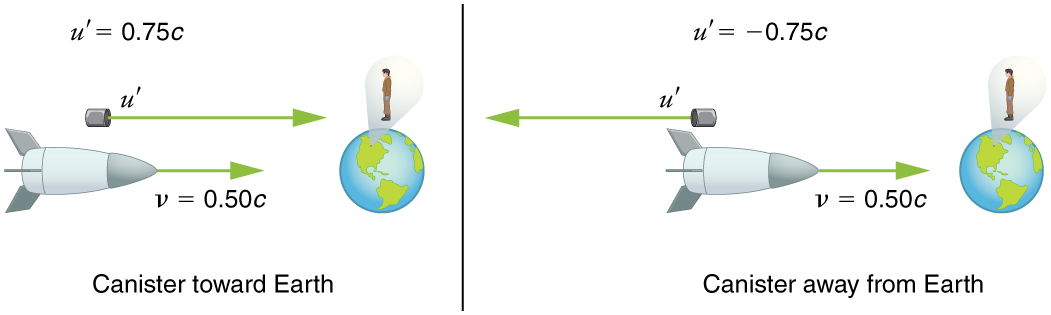 u′ = 0.75c
u′
v = 0.50c
Canister toward Earth
u′ = −0.75c
u′
v = 0.50c
Canister away from Earth